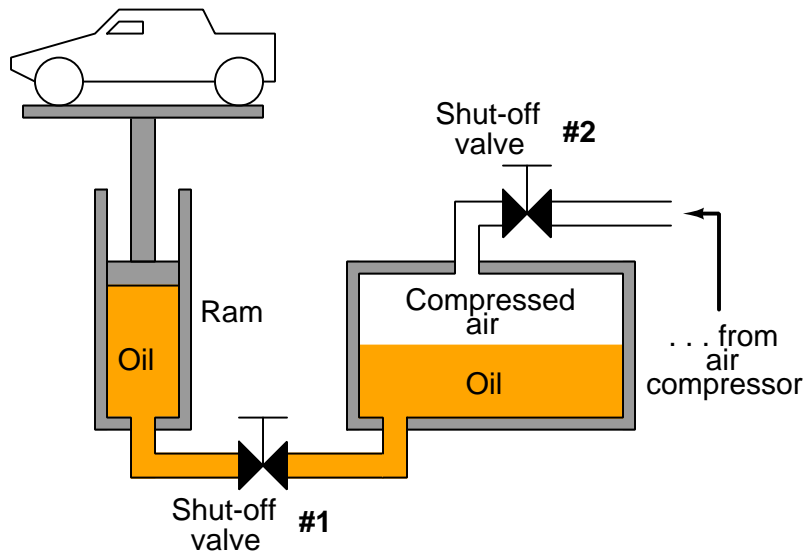 Shut-off
valve
#2
Ram
Compressed
air
Oil
Oil
. . . from
air
compressor
Shut-off
valve
#1